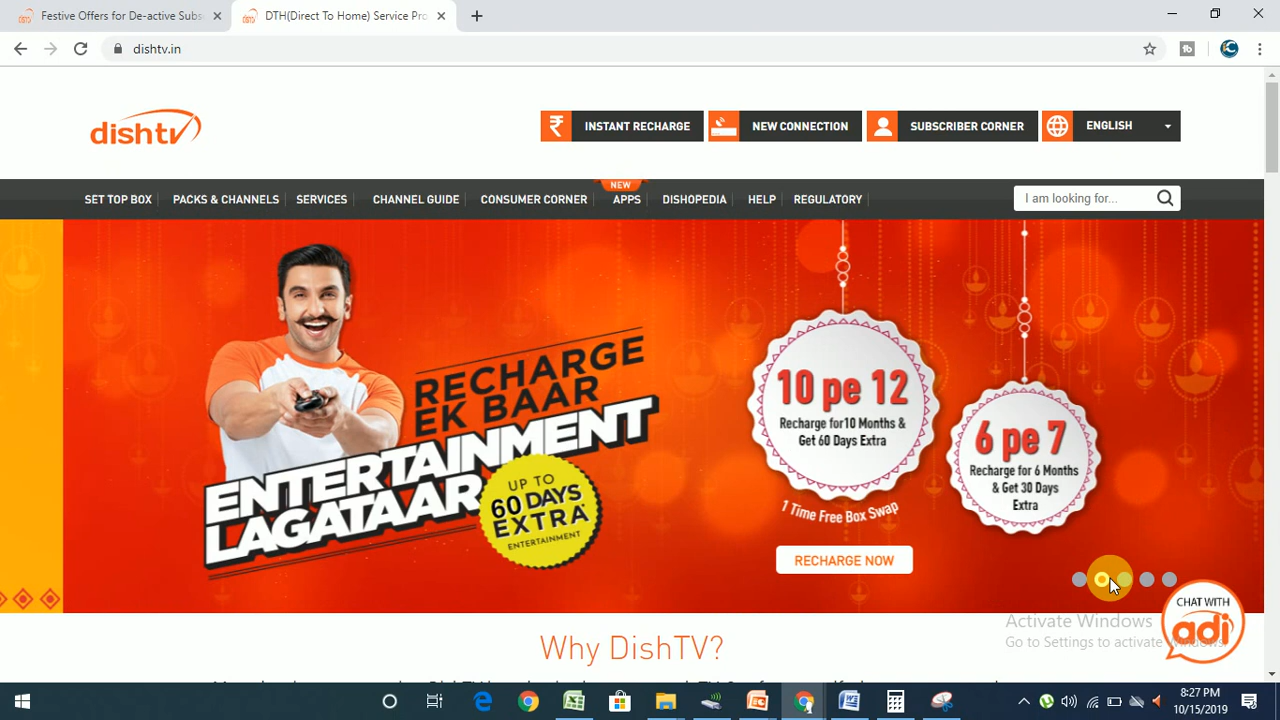 Festive Offers for De-active Subs
DTH(Direct To Home) Service Pro
dishtv.in
dishtv
INSTANT RECHARGE
NEW CONNECTION
SUBSCRIBER CORNER
ENGLISH
NEW
SET TOP BOX
PACKS & CHANNELS
SERVICES
CHANNEL GUIDE
CONSUMER CORNER
APPS
DISHOPEDIA
HELP
REGULATORY
I am looking for...
RECHARGE
EK BAAR
ENTERTAINMENT
LAGATAAR
UP TO
60 DAYS
EXTRA
ENTERTAINMENT
10 pe 12
Recharge for10 Months &
Get 60 Days Extra
1 Time Free Box Swap
RECHARGE NOW
6 pe 7
Recharge for 6 Months
& Get 30 Days
Extra
CHAT WITH
adi
Activate Windows
Go to Settings to activate Windows.
Why DishTV?
8:27 PM
10/15/2019